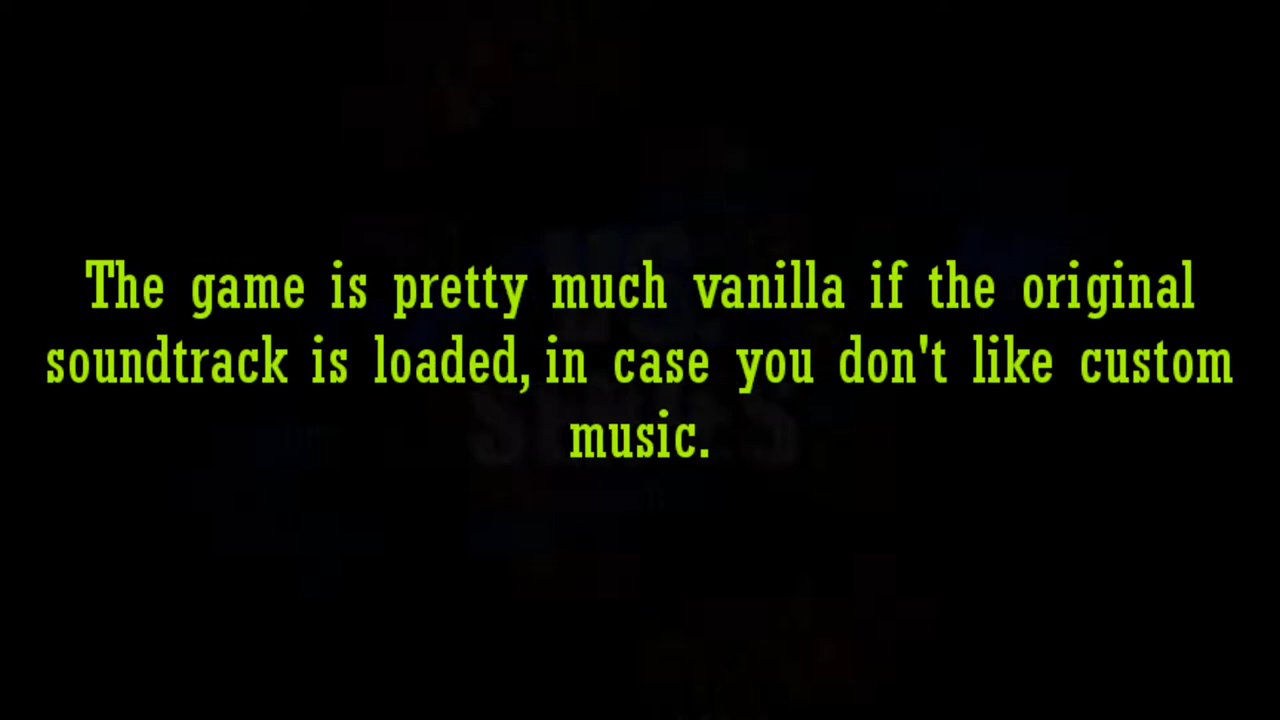 The game is pretty much vanilla if the original
soundtrack is loaded, in case you don't like custom
music.